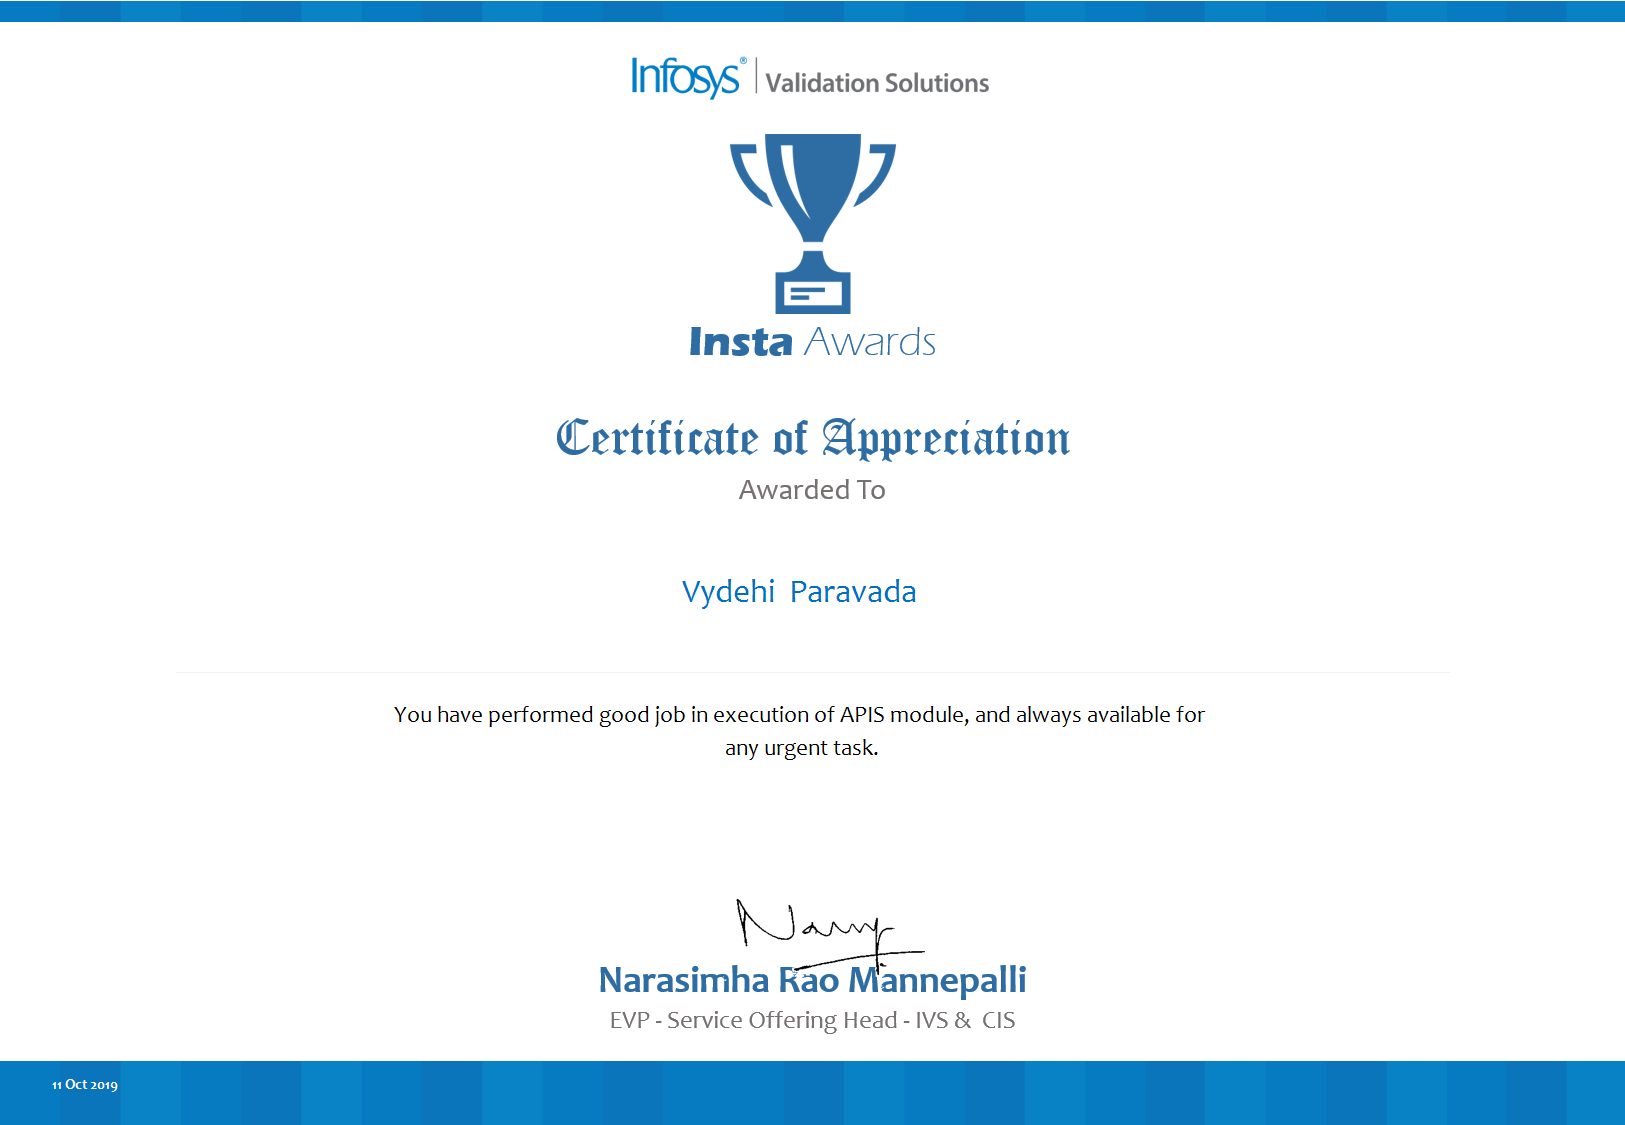 Infosys® | Validation Solutions
Insta Awards
Certificate of Appreciation
Awarded To
Vydehi Paravada
You have performed good job in execution of APIS module, and always available for
any urgent task.
Narasimha Rao Mannepalli
EVP - Service Offering Head - IVS & CIS
11 Oct 2019